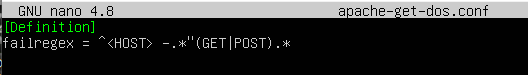 GNU nano 4.8 apache-get-dos.conf
[Definition]
failregex = ^<HOST> -.*"(GET|POST).*